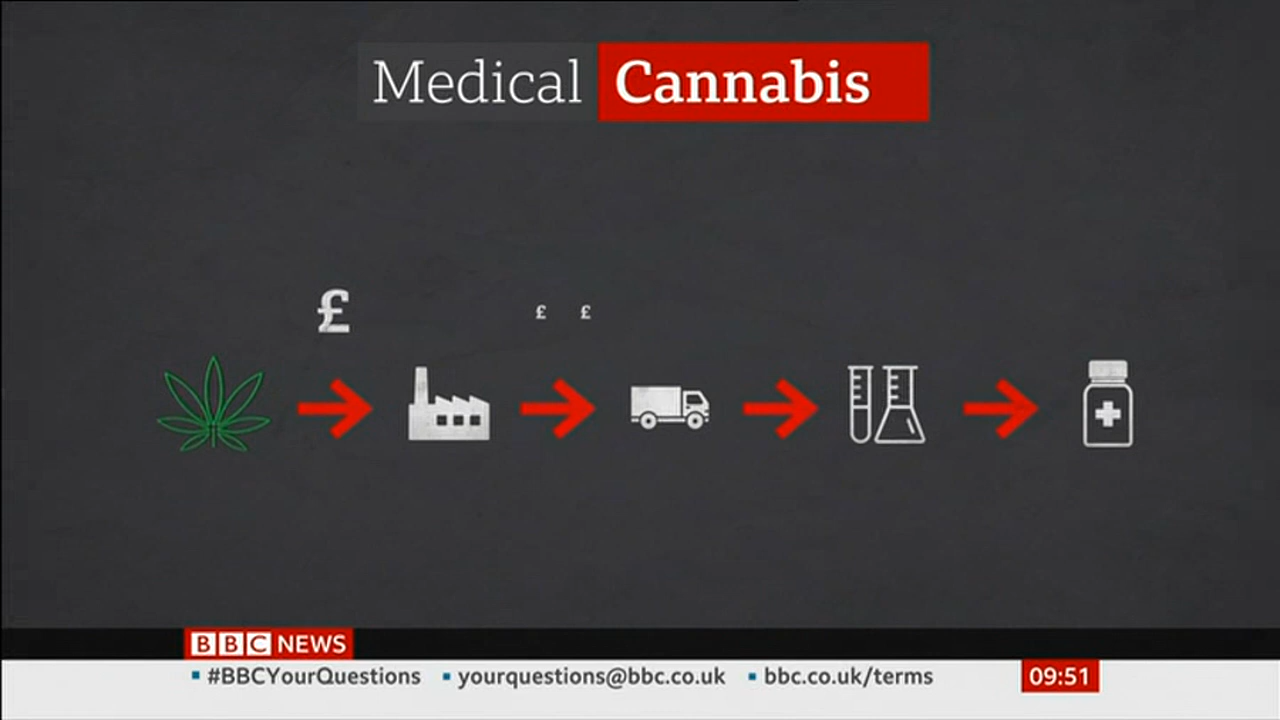 Medical Cannabis
£
£ £
BBC NEWS
#BBCYourQuestions yourquestions@bbc.co.uk bbc.co.uk/terms 09:51